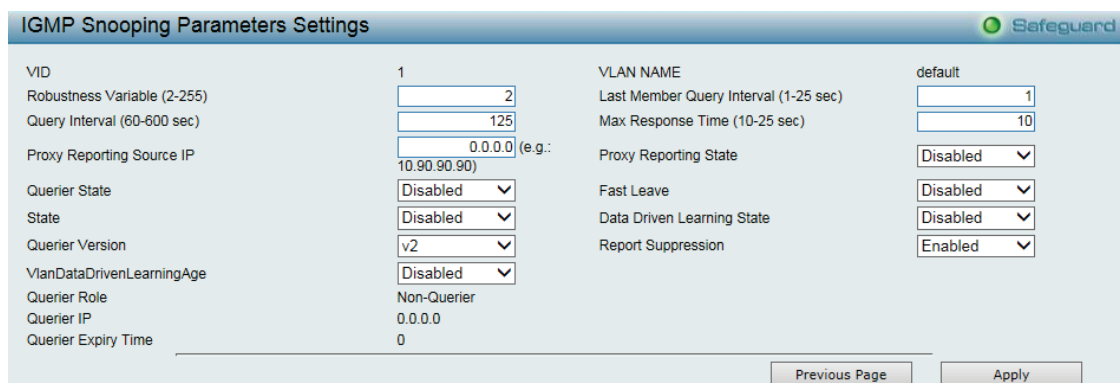 IGMP Snooping Parameters Settings
Safeguard
VID 1 VLAN NAME default
Robustness Variable (2-255) 2 Last Member Query Interval (1-25 sec) 1
Query Interval (60-600 sec) 125 Max Response Time (10-25 sec) 10
Proxy Reporting Source IP 0.0.0.0 (e.g.: 10.90.90.90) Proxy Reporting State Disabled
Querier State Disabled Fast Leave Disabled
State Disabled Data Driven Learning State Disabled
Querier Version v2 Report Suppression Enabled
VlanDataDrivenLearningAge Disabled
Querier Role Non-Querier
Querier IP 0.0.0.0
Querier Expiry Time 0
Previous Page Apply